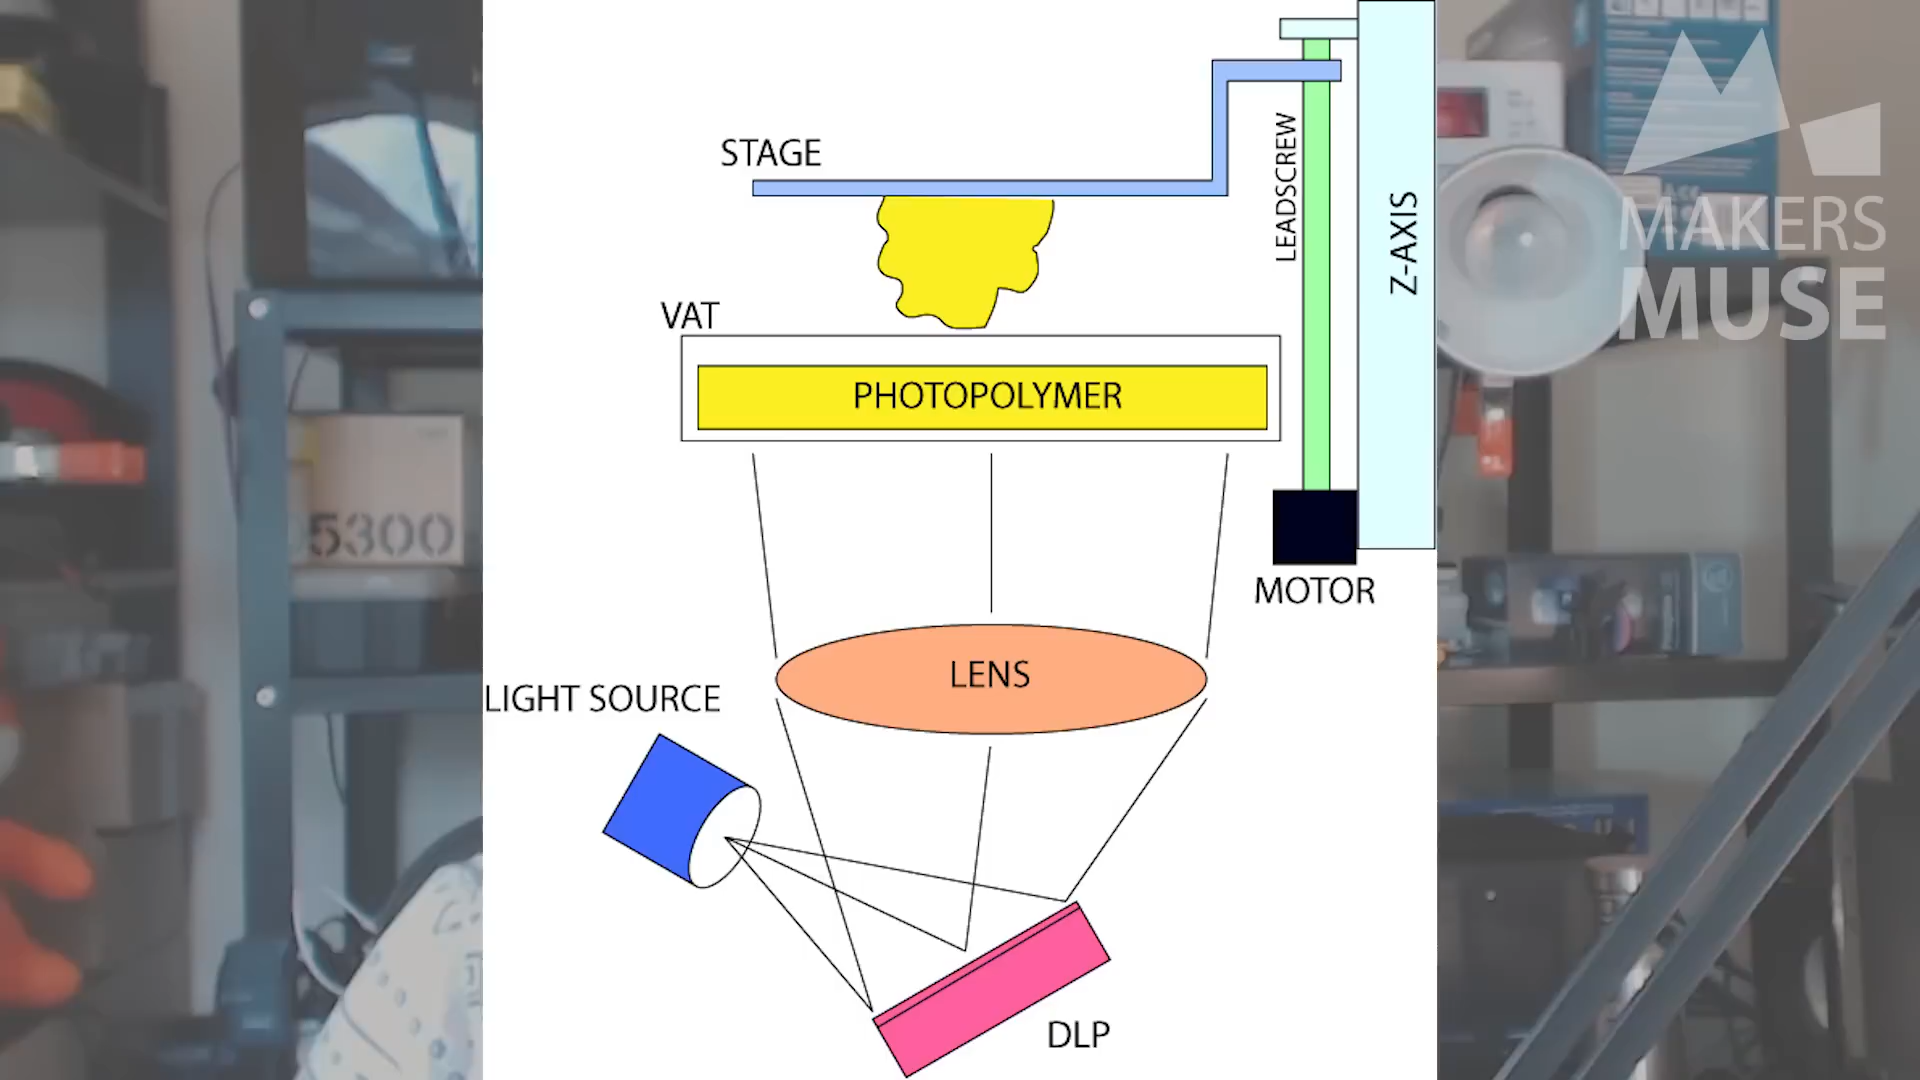 STAGE
LEADSCREW
Z-AXIS
MAKERS
MUSE
VAT
PHOTOPOLYMER
5300
MOTOR
LENS
LIGHT SOURCE
DLP